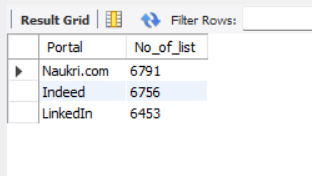 Result Grid Filter Rows:
Portal No_of_list
Naukri.com 6791
Indeed 6756
LinkedIn 6453